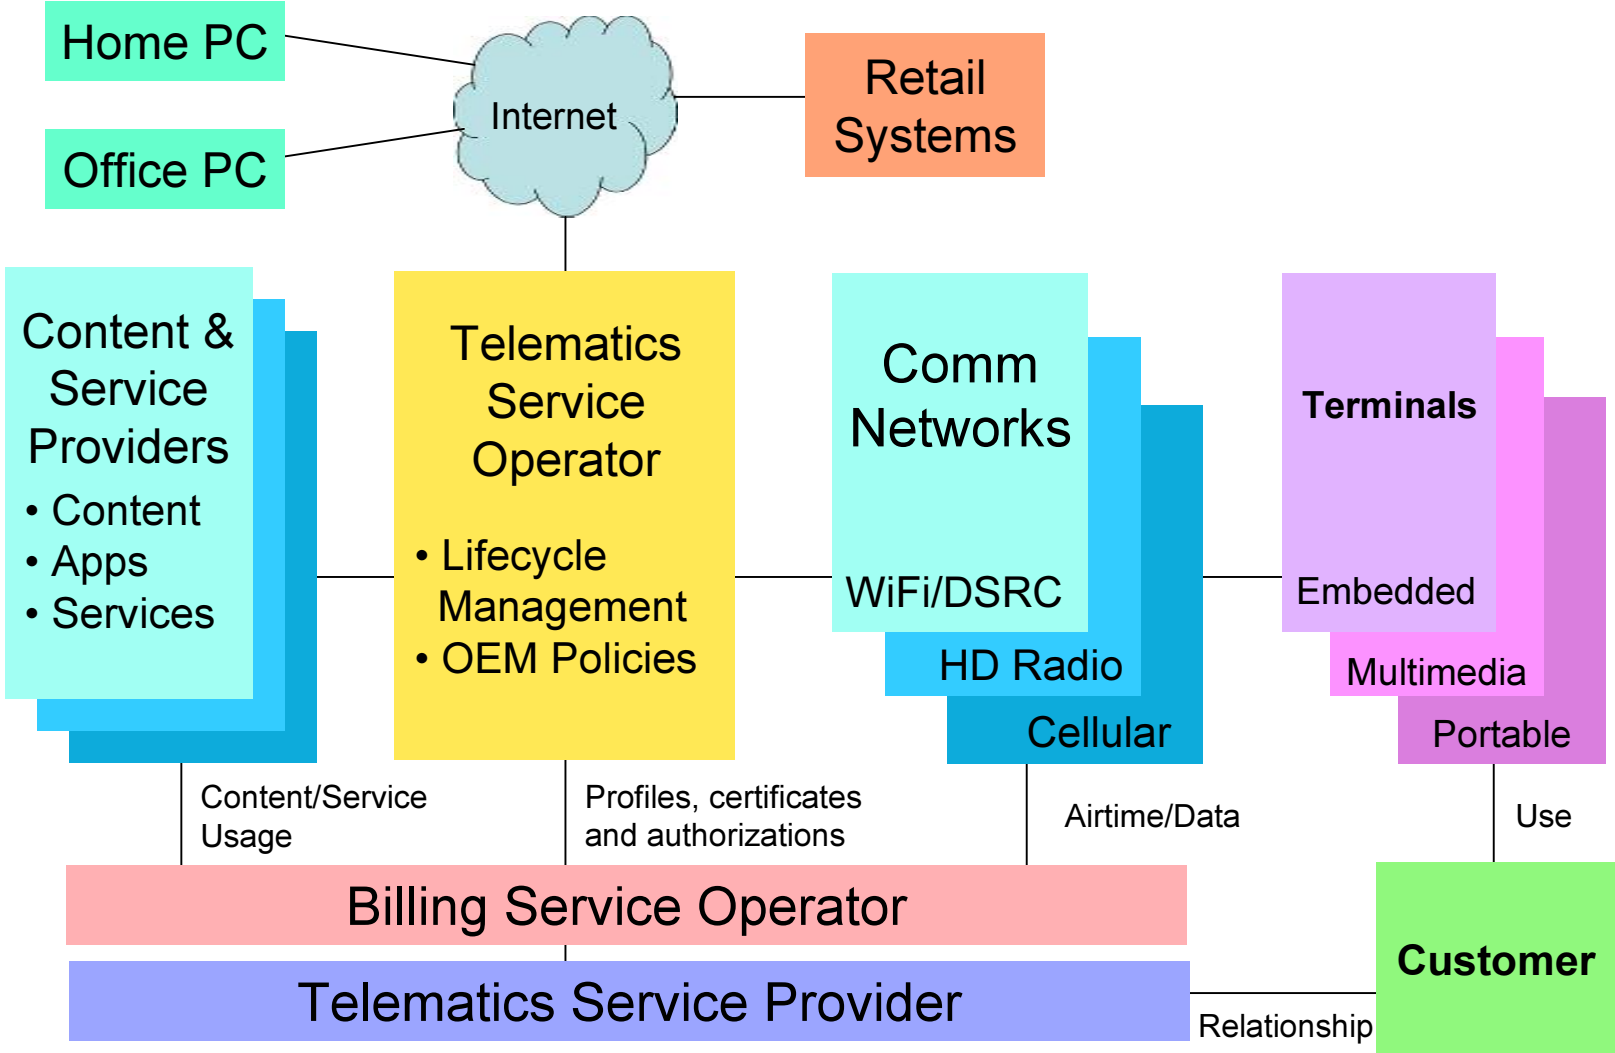 Home PC
Office PC
Internet
Retail
Systems
Content &
Service
Providers
• Content
• Apps
• Services
Telematics
Service
Operator
• Lifecycle
Management
• OEM Policies
Comm
Networks
WiFi/DSRC
HD Radio
Cellular
Terminals
Embedded
Multimedia
Portable
Content/Service
Usage
Profiles, certificates
and authorizations
Airtime/Data
Use
Billing Service Operator
Telematics Service Provider
Relationship
Customer